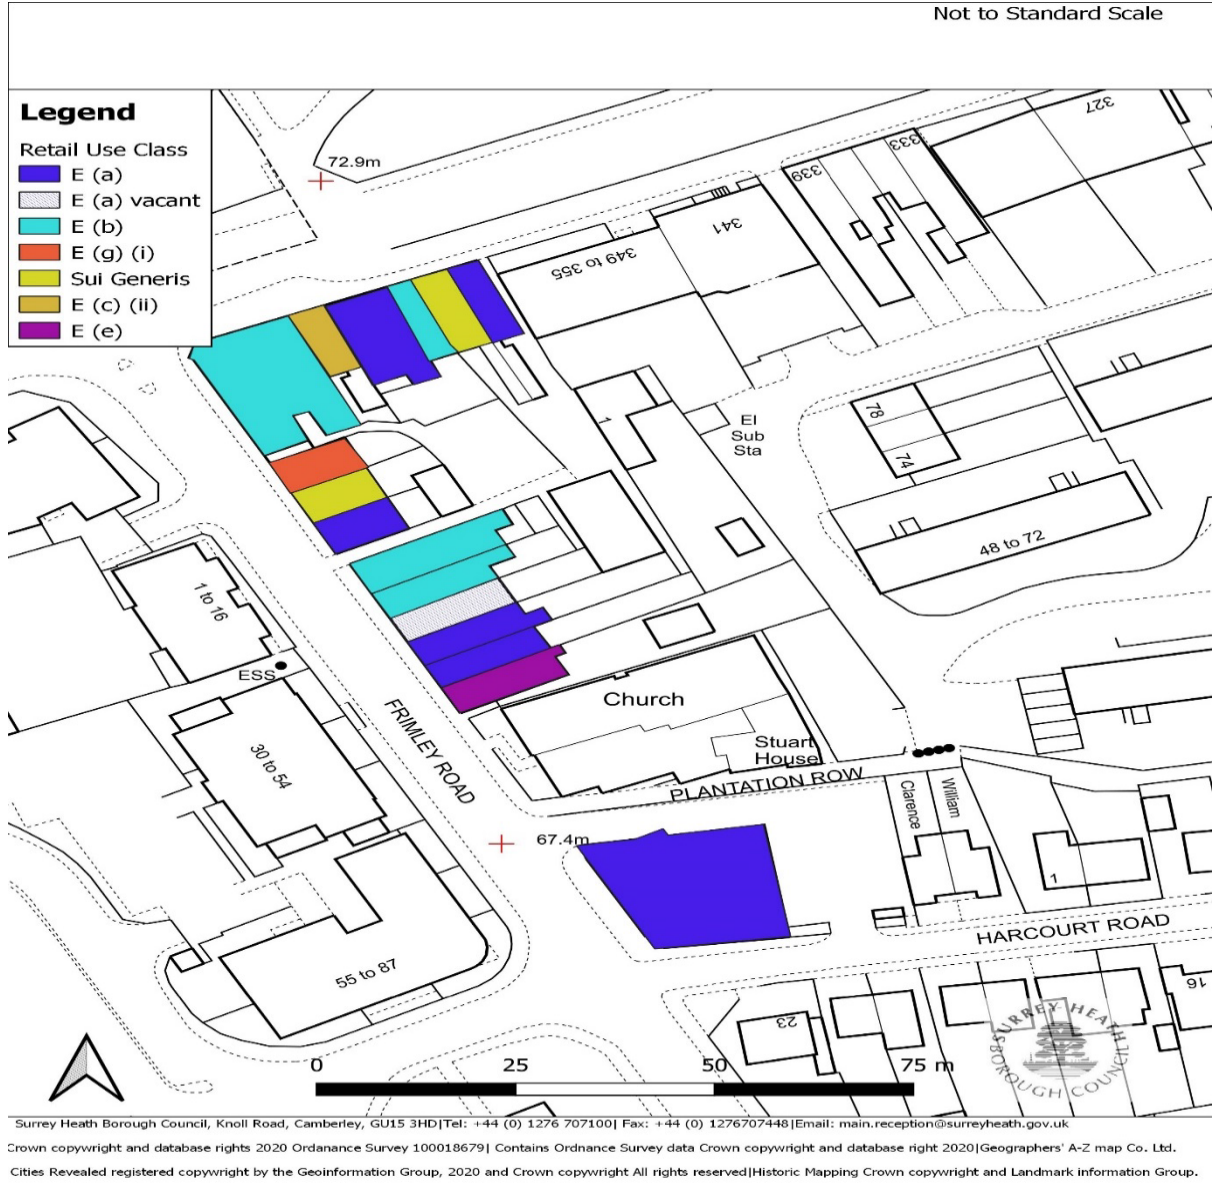 Not to Standard Scale
Legend
Retail Use Class
E (a)
E (a) vacant
E (b)
E (g) (i)
Sui Generis
E (c) (ii)
E (e)
72.9m
327
333
339
341
349 to 355
1
El
Sub
Sta
78
74
48 to 72
1 to 16
ESS
30 to 54
FRIMLEY ROAD
Church
Stuart
House
PLANTATION ROW
Clarence
William
67.4m
1
HARCOURT ROAD
55 to 87
23
16
SURREY HEATH
BOROUGH COUNCIL
0 25 50 75 m
Surrey Heath Borough Council, Knoll Road, Camberley, GU15 3HD|Tel: +44 (0) 1276 707100| Fax: +44 (0) 1276707448|Email: main.reception@surreyheath.gov.uk
Crown copyright and database rights 2020 Ordanance Survey 100018679| Contains Ordnance Survey data Crown copyright and database right 2020|Geographers' A-Z map Co. Ltd.
Cities Revealed registered copyright by the Geoinformation Group, 2020 and Crown copyright All rights reserved|Historic Mapping Crown copyright and Landmark information Group.